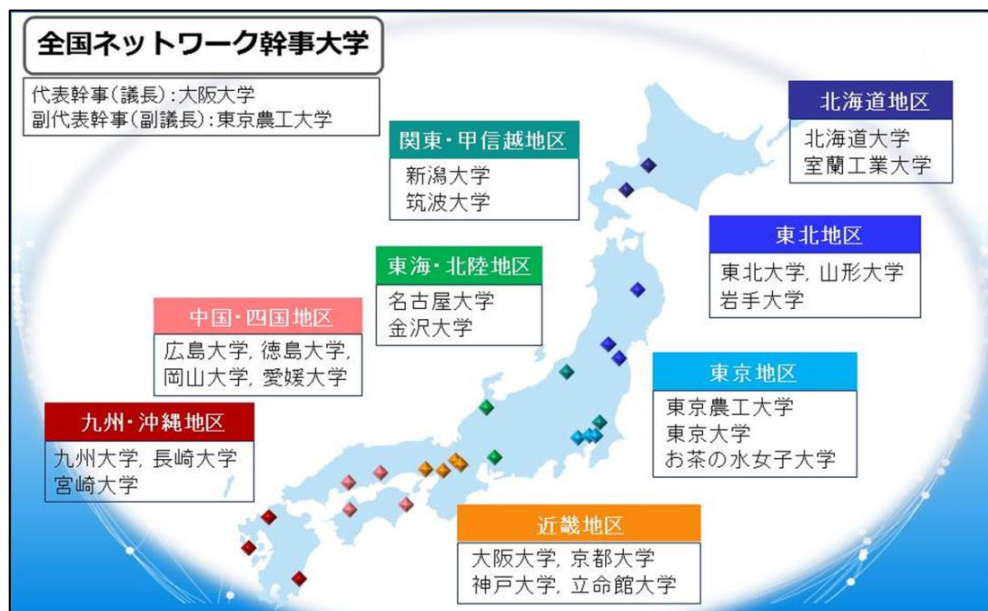 全国ネットワーク幹事大学
代表幹事(議長):大阪大学
副代表幹事(副議長):東京農工大学
北海道地区
北海道大学
室蘭工業大学
関東・甲信越地区
新潟大学
筑波大学
東北地区
東北大学, 山形大学
岩手大学
東海・北陸地区
名古屋大学
金沢大学
中国・四国地区
広島大学, 徳島大学,
岡山大学, 愛媛大学
東京地区
東京農工大学
東京大学
お茶の水女子大学
九州・沖縄地区
九州大学, 長崎大学
宮崎大学
近畿地区
大阪大学, 京都大学
神戸大学, 立命館大学